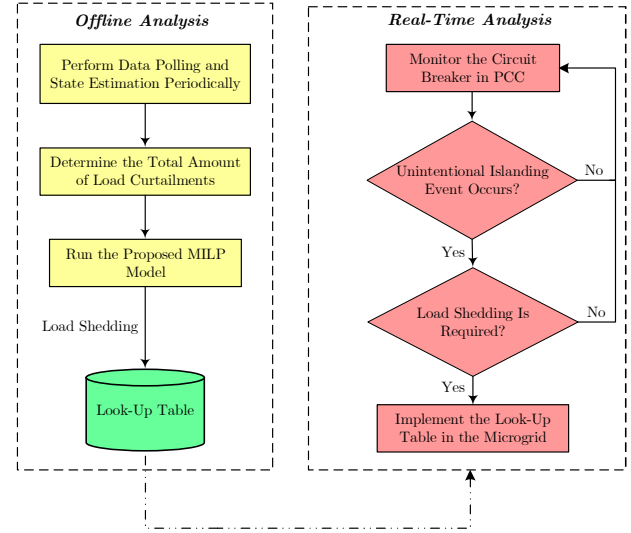 Offline Analysis
Perform Data Polling and
State Estimation Periodically
Determine the Total Amount
of Load Curtailments
Run the Proposed MILP
Model
Load Shedding
Look-Up Table
Real-Time Analysis
Monitor the Circuit
Breaker in PCC
Unintentional Islanding
Event Occurs?
No
Yes
Load Shedding Is
Required?
No
Yes
Implement the Look-Up
Table in the Microgrid